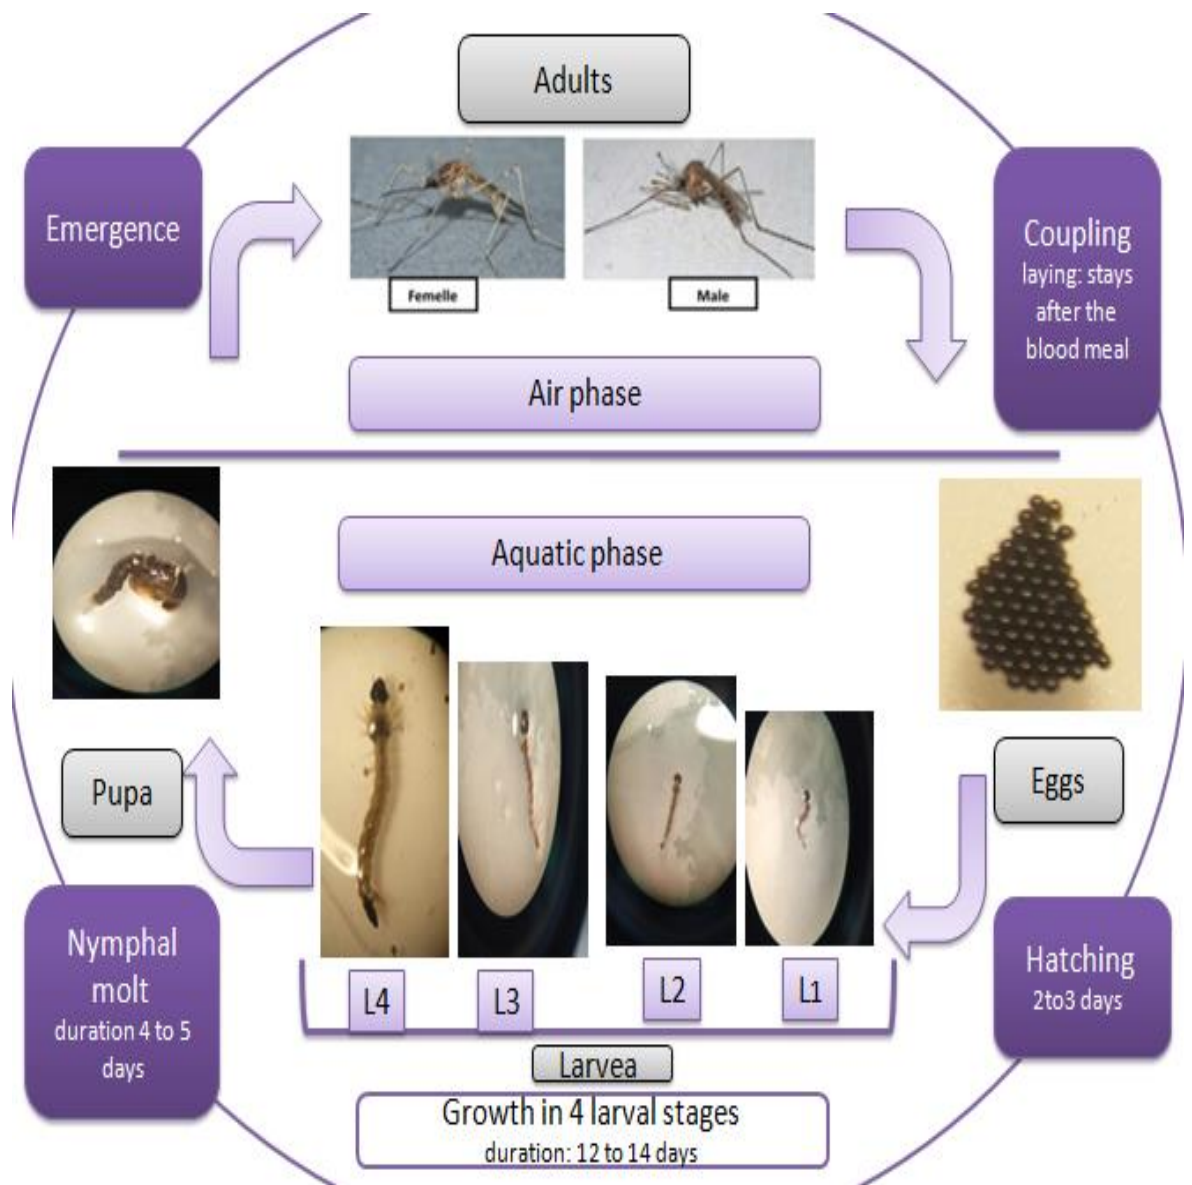 Adults
Emergence
Femelle
Male
Coupling
laying: stays
after the
blood meal
Air phase
Aquatic phase
Pupa
Eggs
Nymphal
molt
duration 4 to 5
days
L4
L3
L2
L1
Hatching
2to3 days
Larvea
Growth in 4 larval stages
duration: 12 to 14 days